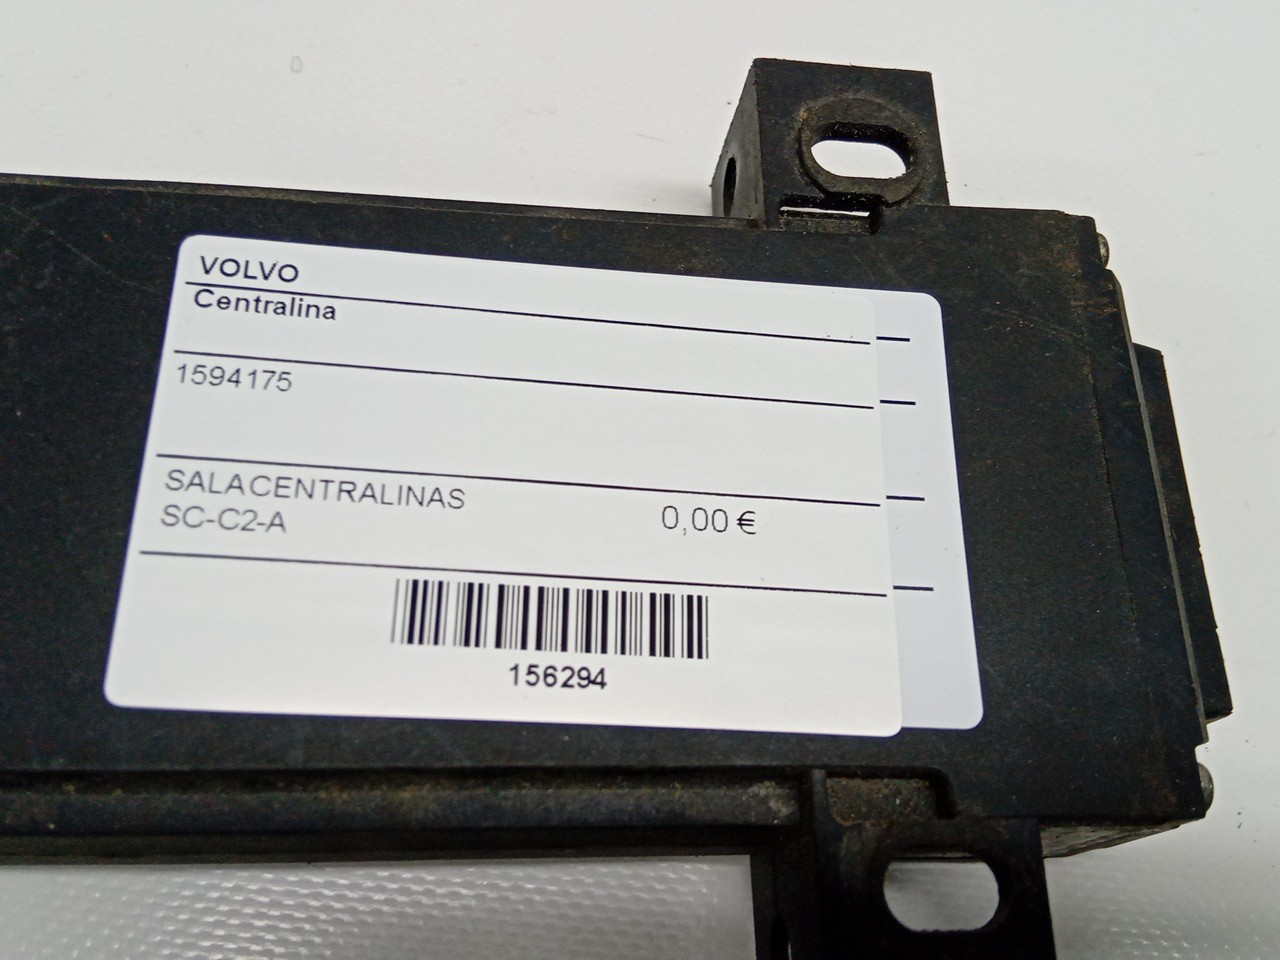 VOLVO
Centralina
1594175
SALACENTRALINAS
SC-C2-A
0,00 €
156294